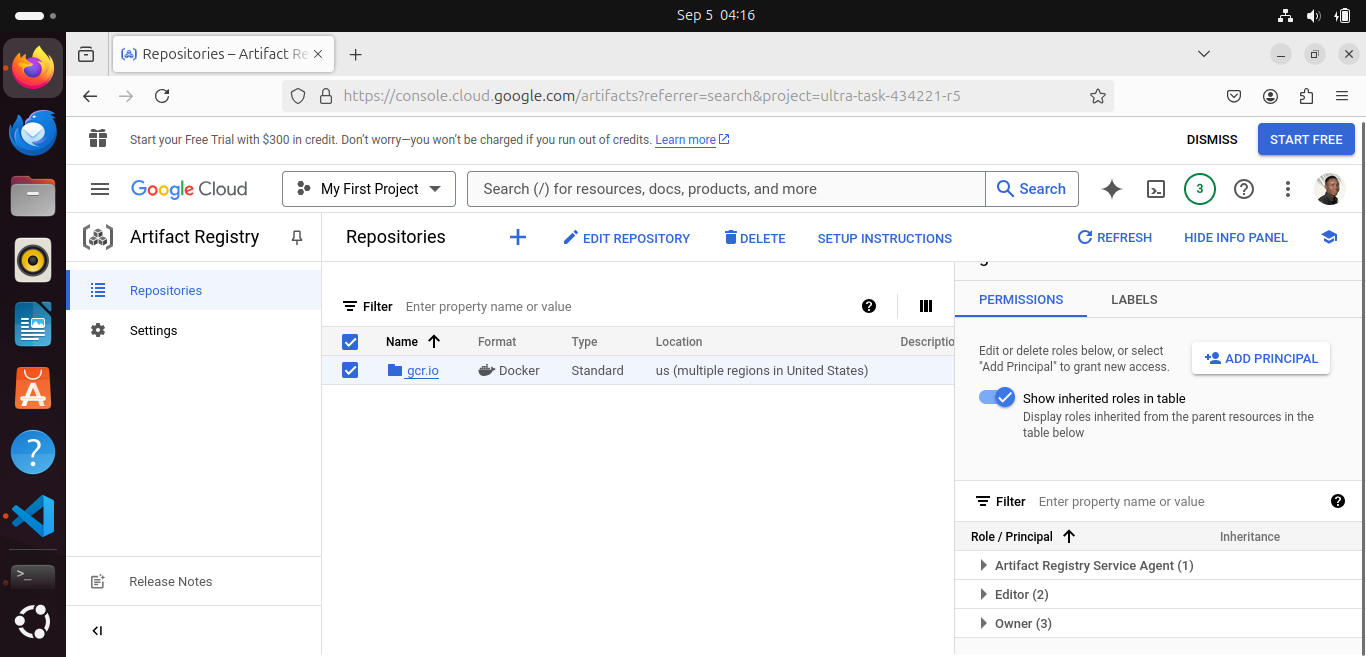 Sep 5 04:16
Repositories – Artifact Re
https://console.cloud.google.com/artifacts?referrer=search&project=ultra-task-434221-r5
Start your Free Trial with $300 in credit. Don't worry—you won't be charged if you run out of credits. Learn more
DISMISS
START FREE
Google Cloud
My First Project
Search (/) for resources, docs, products, and more
Search
3
Artifact Registry
Repositories
EDIT REPOSITORY
DELETE
SETUP INSTRUCTIONS
REFRESH
HIDE INFO PANEL
Repositories
Settings
Release Notes
Filter Enter property name or value
Name Format Type Location Descriptio
gcr.io Docker Standard us (multiple regions in United States)
PERMISSIONS
LABELS
Edit or delete roles below, or select
"Add Principal" to grant new access.
ADD PRINCIPAL
Show inherited roles in table
Display roles inherited from the parent resources in the
table below
Filter Enter property name or value
Role / Principal Inheritance
Artifact Registry Service Agent (1)
Editor (2)
Owner (3)